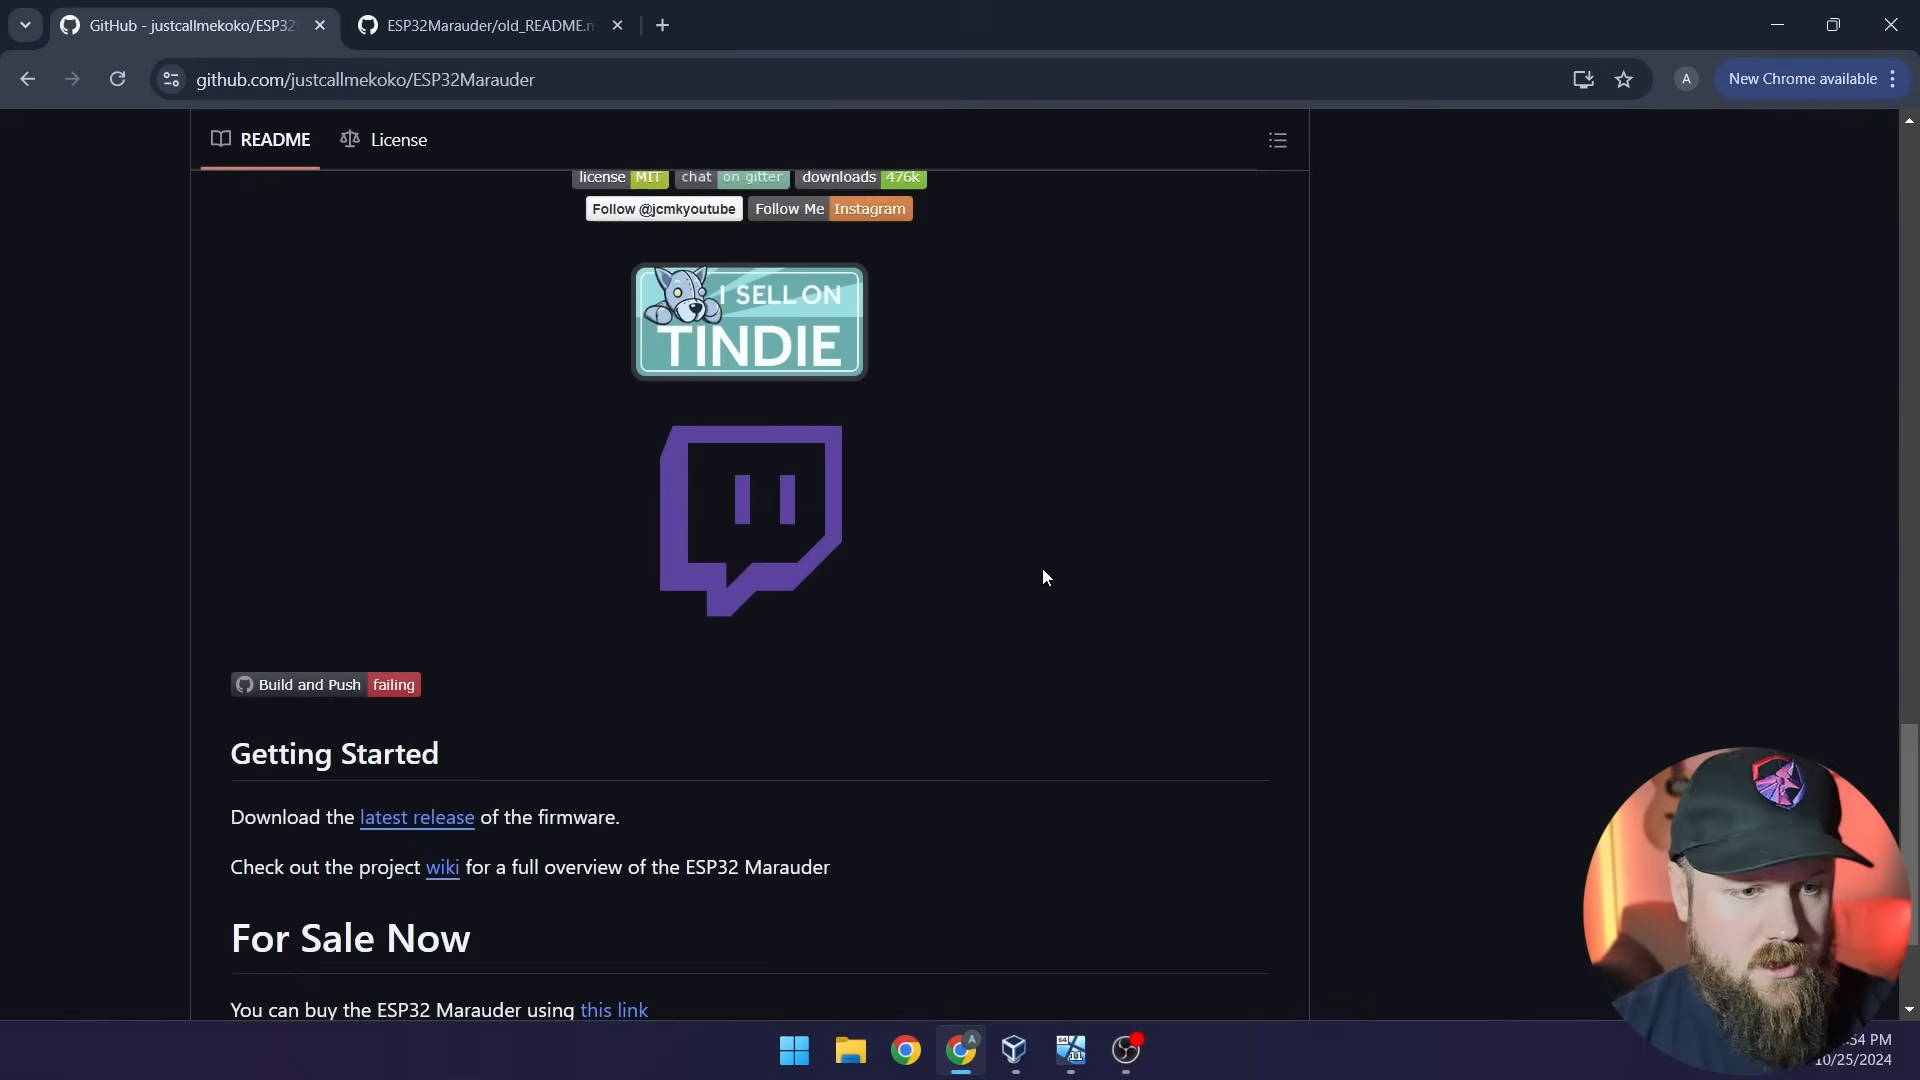 GitHub - justcallmekoko/ESP32
ESP32Marauder/old_README.m
github.com/justcallmekoko/ESP32Marauder
A
New Chrome available
README
License
license MIT
chat on gitter
downloads 476k
Follow @jcmkyoutube
Follow Me Instagram
I SELL ON
TINDIE
Build and Push failing
Getting Started
Download the latest release of the firmware.
Check out the project wiki for a full overview of the ESP32 Marauder
For Sale Now
You can buy the ESP32 Marauder using this link
A
64
:54 PM
10/25/2024